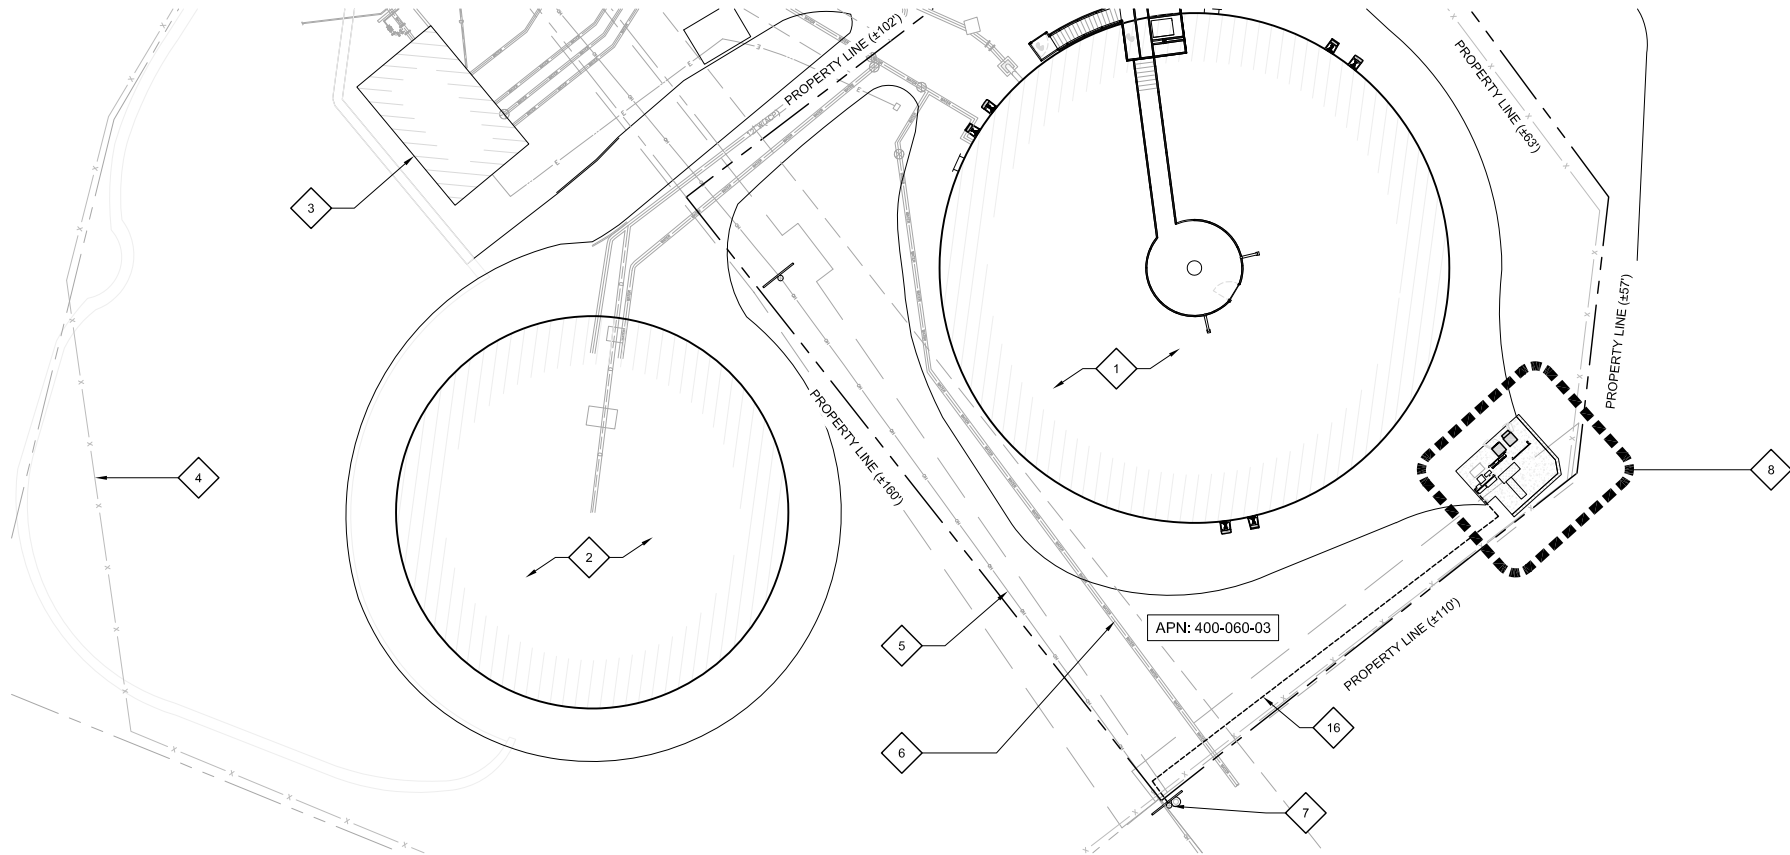 PROPERTY LINE (±102')
PROPERTY LINE (±63')
3
PROPERTY LINE (±57')
1
PROPERTY LINE (±160')
4
8
2
APN: 400-060-03
5
PROPERTY LINE (±110')
6
16
7